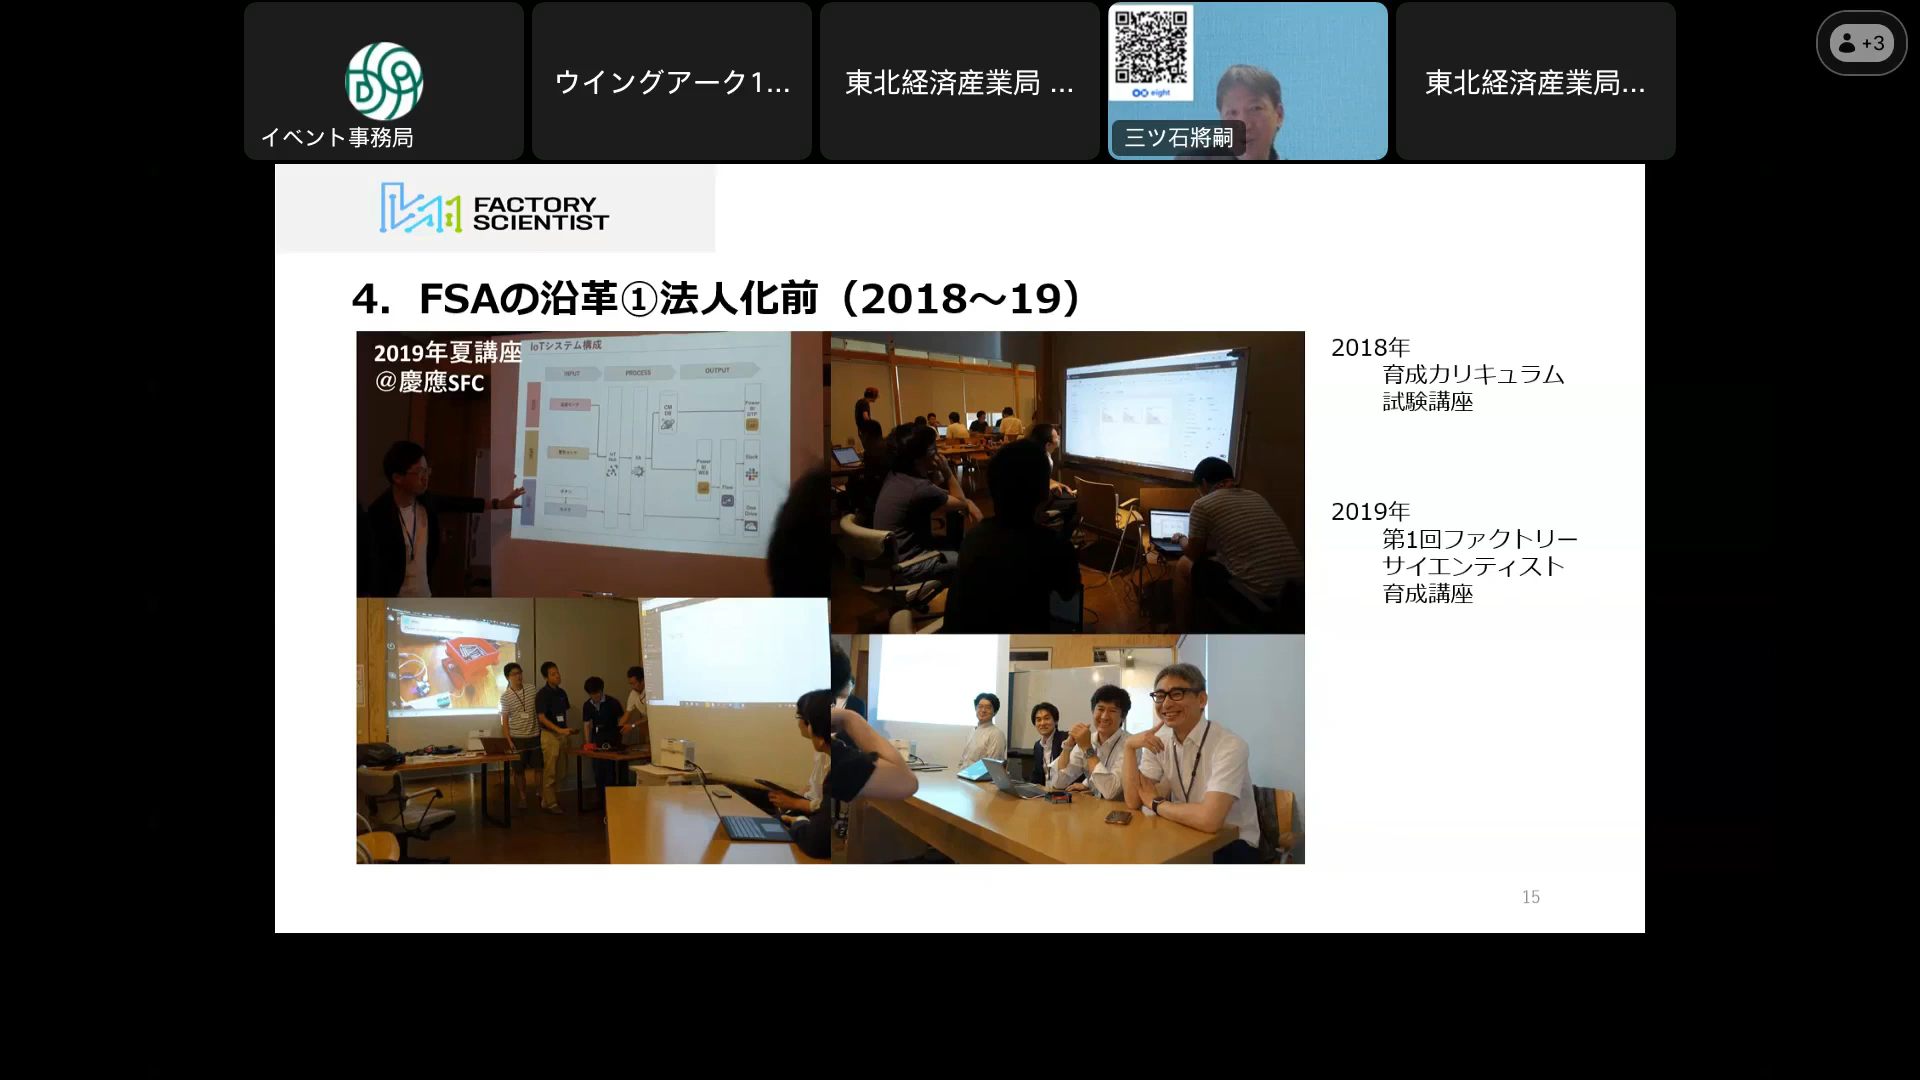 イベント事務局
ウイングアーク1...
東北経済産業局 ...
eight
三ツ石將嗣
東北経済産業局...
+3
FACTORY
SCIENTIST
4. FSAの沿革①法人化前（2018～19）
2019年夏講座
@慶應SFC
IoTシステム構成
INPUT
PROCESS
OUTPUT
2018年
育成カリキュラム
試験講座
2019年
第1回ファクトリー
サイエンティスト
育成講座
15